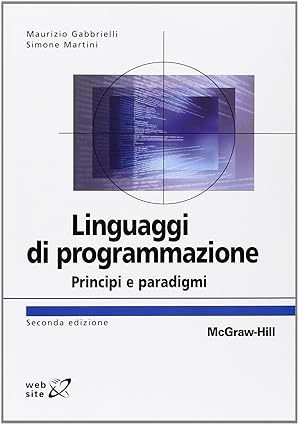 Maurizio Gabbrielli
Simone Martini
Linguaggi
di programmazione
Principi e paradigmi
Seconda edizione
McGraw-Hill
web
site